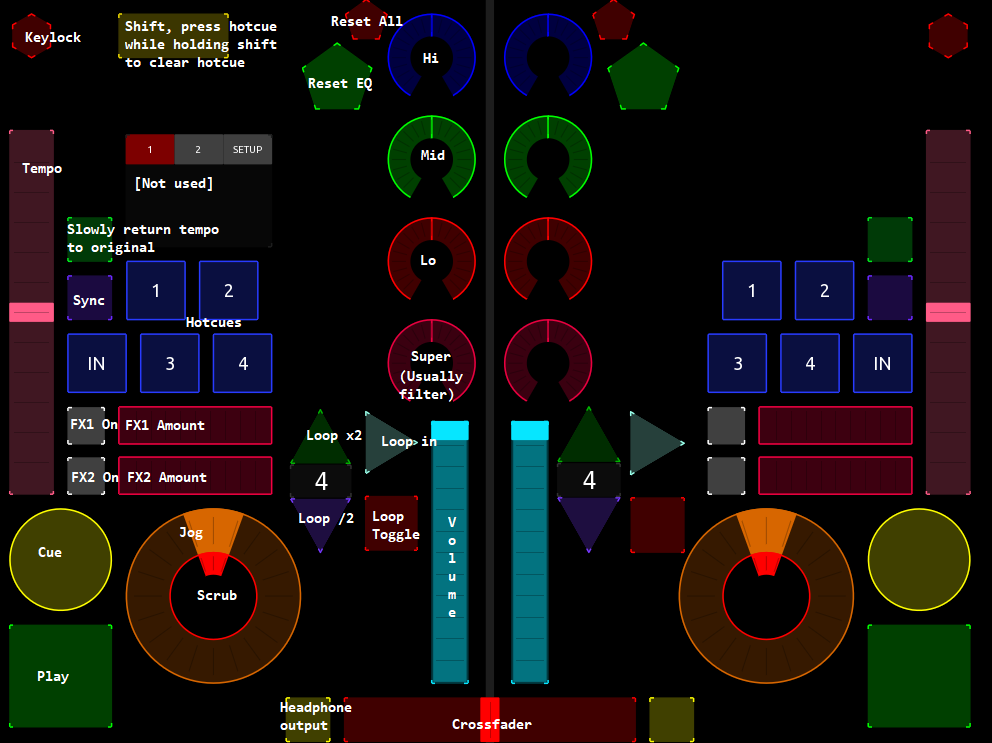 Reset All
Shift, press hotcue
while holding shift
to clear hotcue
Keylock
Hi
Reset EQ
1 2 SETUP
Mid
Tempo
[Not used]
Slowly return tempo
to original
Lo
Sync
1 2
1 2
Hotcues
IN 3 4
3 4 IN
Super
(Usually
filter)
FX1 On
FX1 Amount
Loop x2
Loop in
FX2 On
FX2 Amount
4
4
Loop /2
Loop
Toggle
Volume
Jog
Cue
Scrub
Play
Headphone
output
Crossfader